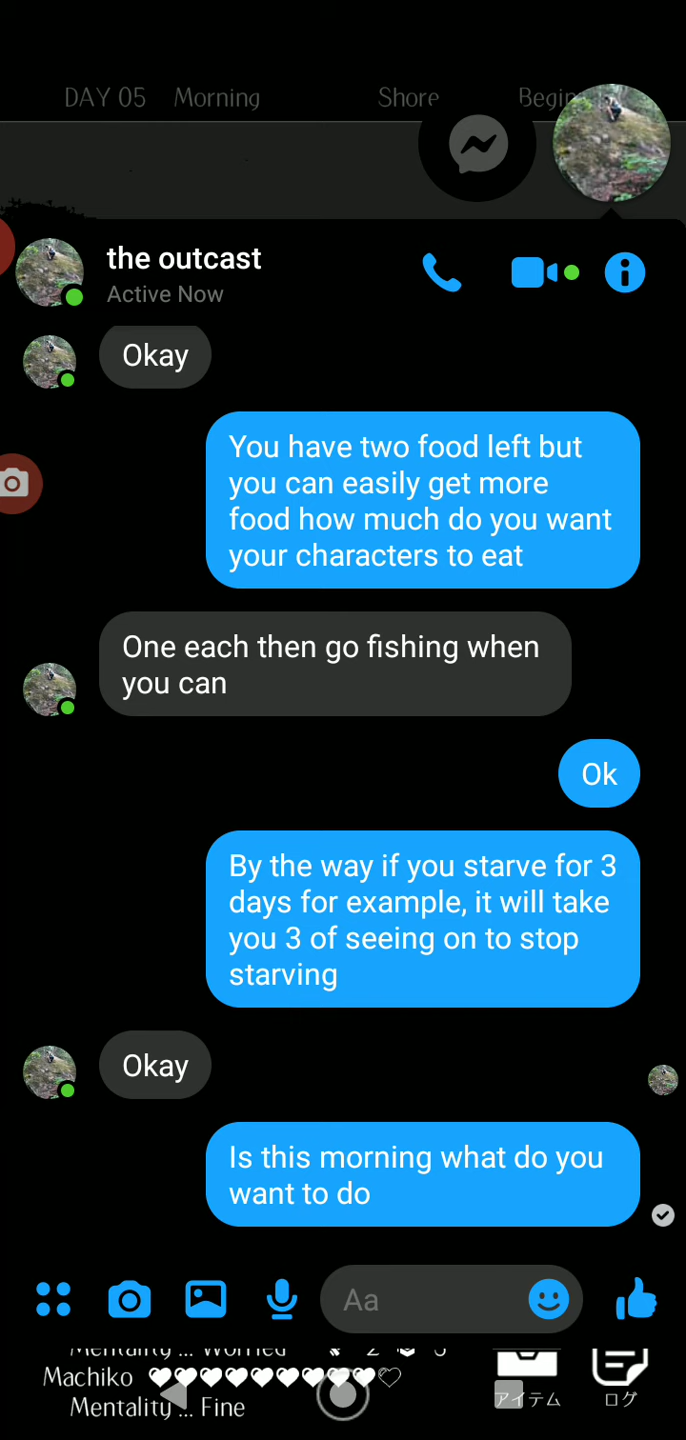 DAY 05 Morning Shore Begin
the outcast
Active Now
Okay
You have two food left but
you can easily get more
food how much do you want
your characters to eat
One each then go fishing when
you can
Ok
By the way if you starve for 3
days for example, it will take
you 3 of seeing on to stop
starving
Okay
Is this morning what do you
want to do
Aa
Mentality ... Worried
Machiko
Mentality ... Fine
アイテム
ログ